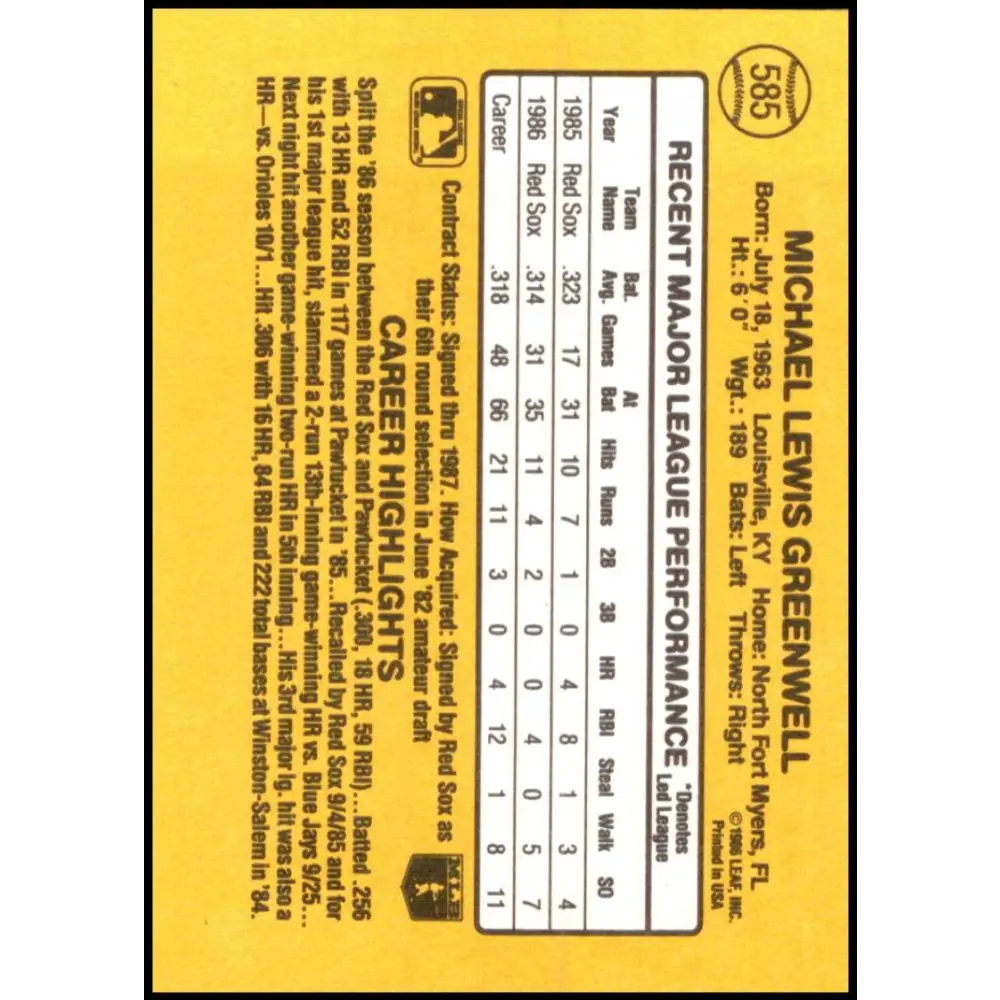 585
MICHAEL LEWIS GREENWELL
Born: July 18, 1963 Louisville, KY Home: North Fort Myers, FL
Ht.: 6'0" Wgt.: 189 Bats: Left Throws: Right
©1986 LEAF, INC.
Printed in USA
RECENT MAJOR LEAGUE PERFORMANCE *Denotes Led League
Year Team Name Bat. Avg. Games At Bat Hits Runs 2B 3B HR RBI Steal Walk SO
1985 Red Sox .323 17 31 10 7 1 0 4 8 1 3 4
1986 Red Sox .314 31 35 11 4 2 0 0 4 0 5 7
Career .318 48 66 21 11 3 0 4 12 1 8 11
Contract Status: Signed thru 1987. How Acquired: Signed by Red Sox as
their 6th round selection in June '82 amateur draft
MLB
CAREER HIGHLIGHTS
Split the '86 season between the Red Sox and Pawtucket (.300, 18 HR, 59 RBI)...Batted .256
with 13 HR and 52 RBI in 117 games at Pawtucket in '85...Recalled by Red Sox 9/4/85 and for
his 1st major league hit, slammed a 2-run 13th-inning game-winning HR vs. Blue Jays 9/25...
Next night hit another game-winning two-run HR in 5th inning...His 3rd major lg. hit was also a
HR—vs. Orioles 10/1...Hit .306 with 16 HR, 84 RBI and 222 total bases at Winston-Salem in '84.